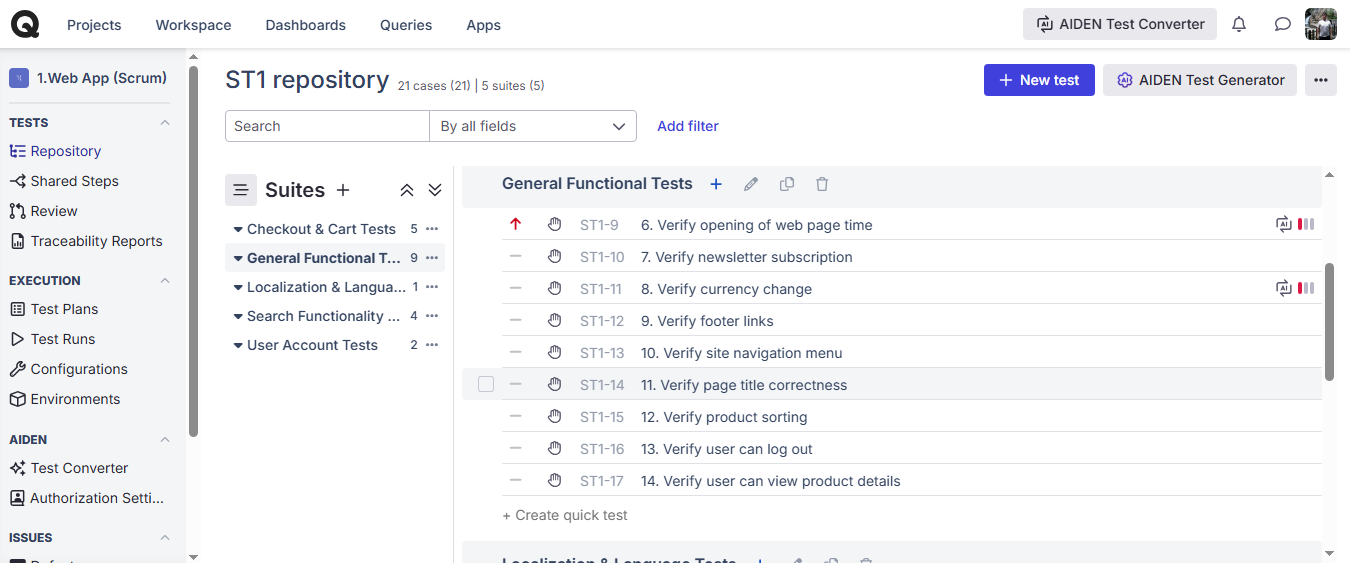 Projects Workspace Dashboards Queries Apps AIDEN Test Converter
1.Web App (Scrum)
TESTS
Repository
Shared Steps
Review
Traceability Reports
EXECUTION
Test Plans
Test Runs
Configurations
Environments
AIDEN
Test Converter
Authorization Setti...
ISSUES
ST1 repository 21 cases (21) | 5 suites (5)
+ New test AIDEN Test Generator
Search By all fields Add filter
Suites +
Checkout & Cart Tests 5
General Functional T... 9
Localization & Langua... 1
Search Functionality ... 4
User Account Tests 2
General Functional Tests +
ST1-9 6. Verify opening of web page time
ST1-10 7. Verify newsletter subscription
ST1-11 8. Verify currency change
ST1-12 9. Verify footer links
ST1-13 10. Verify site navigation menu
ST1-14 11. Verify page title correctness
ST1-15 12. Verify product sorting
ST1-16 13. Verify user can log out
ST1-17 14. Verify user can view product details
+ Create quick test
Localization & Language Tests